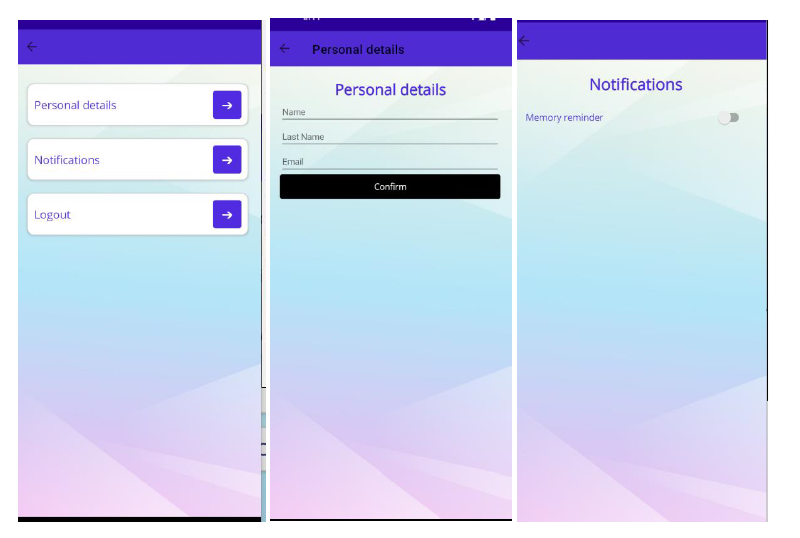 Personal details
Notifications
Logout
Personal details
Personal details
Name
Last Name
Email
Confirm
Notifications
Memory reminder